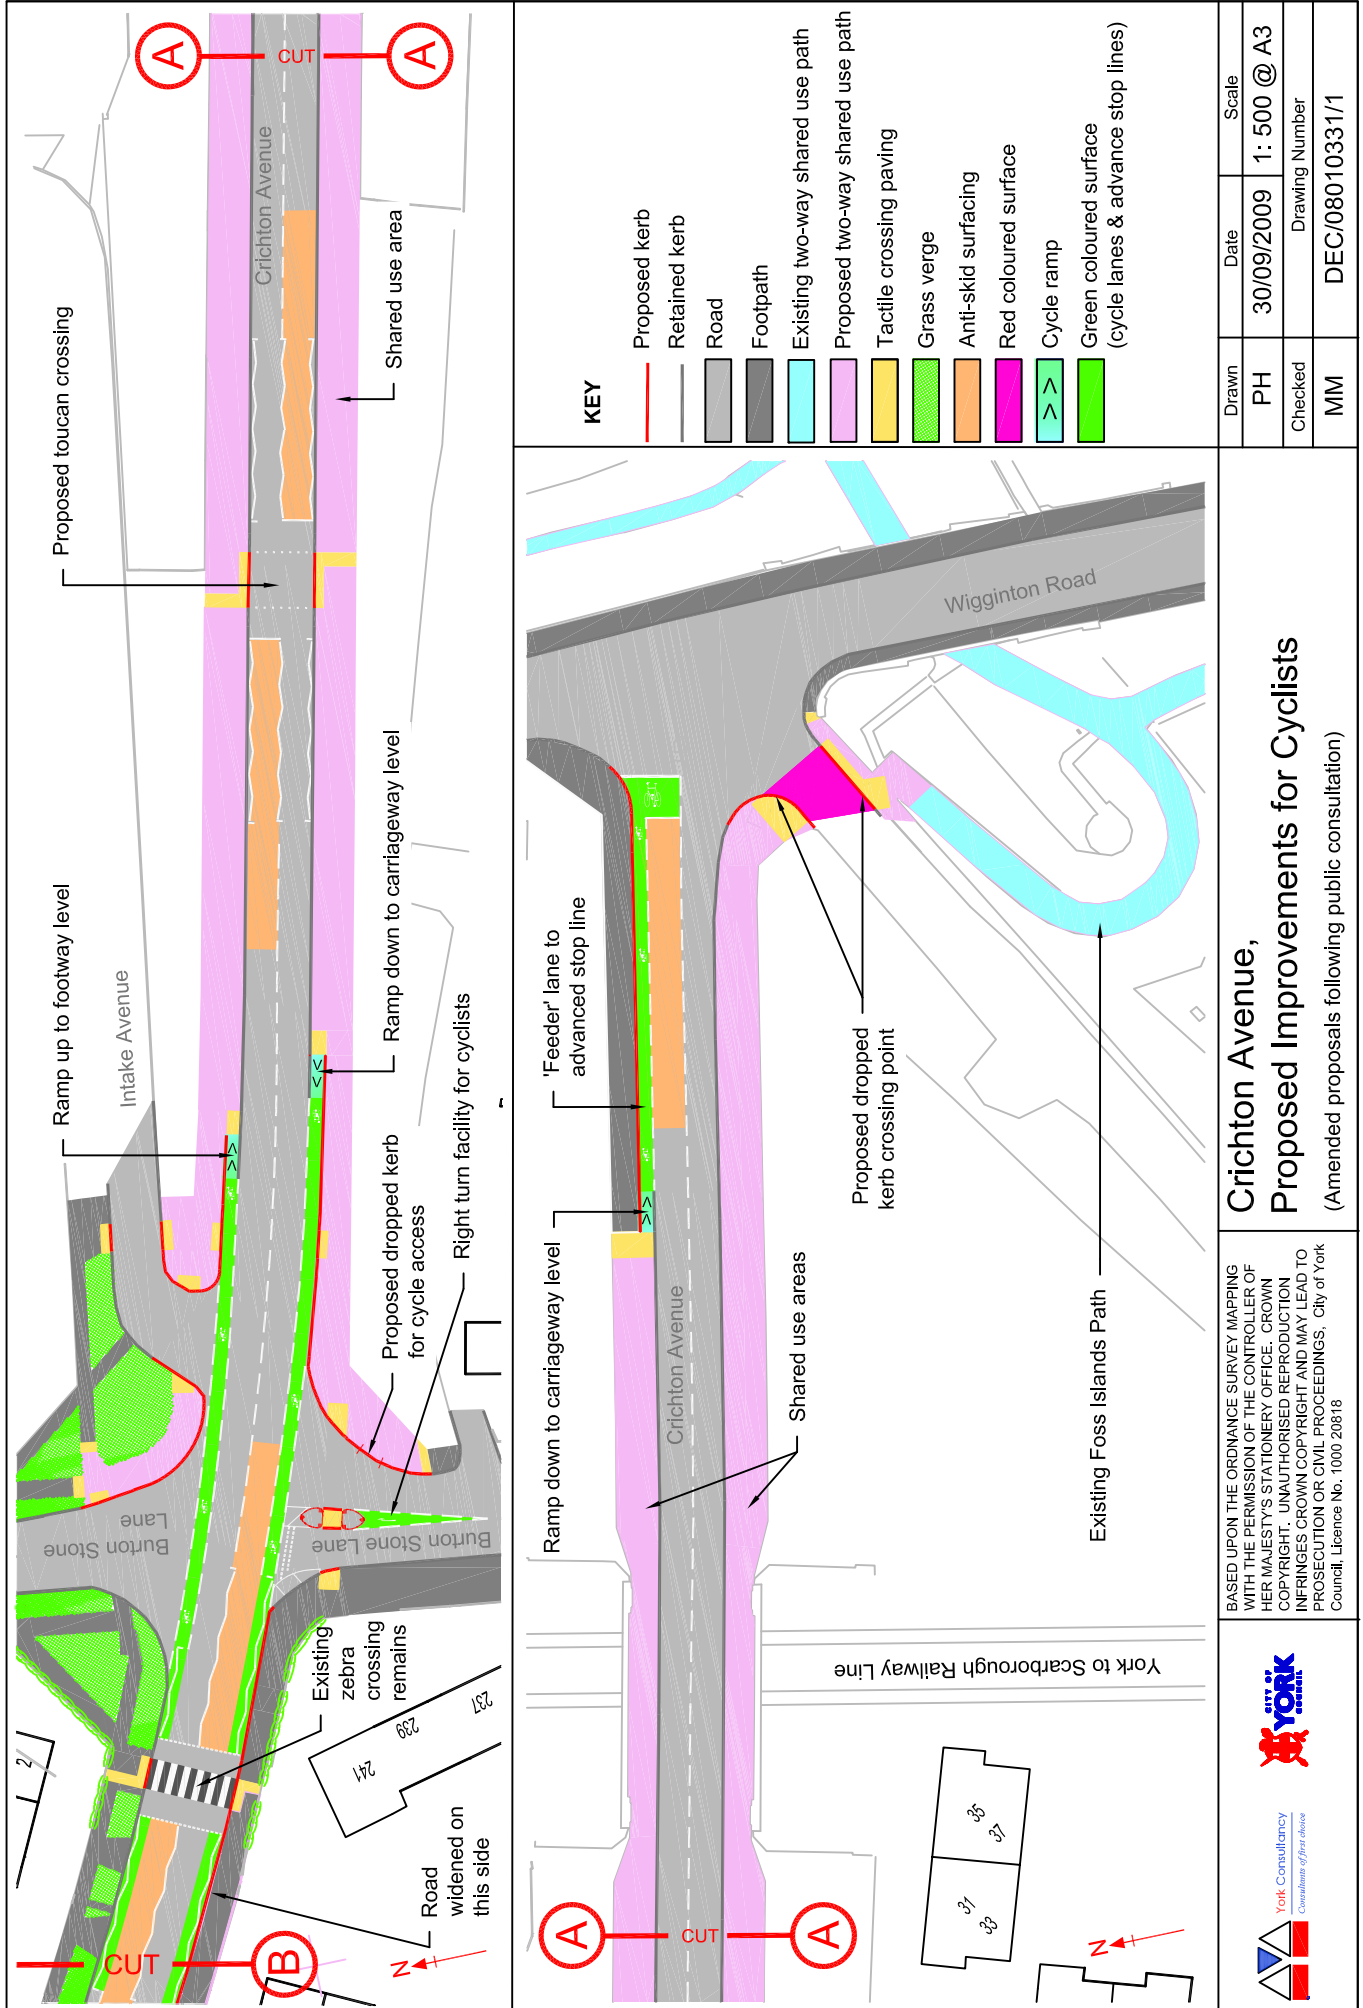 A
CUT
A
Crichton Avenue
Proposed toucan crossing
Shared use area
Ramp up to footway level
Intake Avenue
Ramp down to carriageway level
Right turn facility for cyclists
Proposed dropped kerb
for cycle access
Burton Stone
Lane
Burton Stone Lane
Existing
zebra
crossing
remains
Road
widened on
this side
2
241
239
237
CUT
B
N
KEY
Proposed kerb
Retained kerb
Road
Footpath
Existing two-way shared use path
Proposed two-way shared use path
Tactile crossing paving
Grass verge
Anti-skid surfacing
Red coloured surface
Cycle ramp
Green coloured surface
(cycle lanes & advance stop lines)
Wigginton Road
'Feeder' lane to
advanced stop line
Proposed dropped
kerb crossing point
Ramp down to carriageway level
Crichton Avenue
Shared use areas
Existing Foss Islands Path
York to Scarborough Railway Line
A
CUT
A
35
37
31
33
N
York Consultancy
Consultants of first choice
CITY OF
YORK
COUNCIL
BASED UPON THE ORDNANCE SURVEY MAPPING
WITH THE PERMISSION OF THE CONTROLLER OF
HER MAJESTY'S STATIONERY OFFICE. CROWN
COPYRIGHT. UNAUTHORISED REPRODUCTION
INFRINGES CROWN COPYRIGHT AND MAY LEAD TO
PROSECUTION OR CIVIL PROCEEDINGS, City of York
Council, Licence No. 1000 20818
Crichton Avenue,
Proposed Improvements for Cyclists
(Amended proposals following public consultation)
Drawn
PH
Date
30/09/2009
Scale
1: 500 @ A3
Checked
MM
Drawing Number
DEC/08010331/1